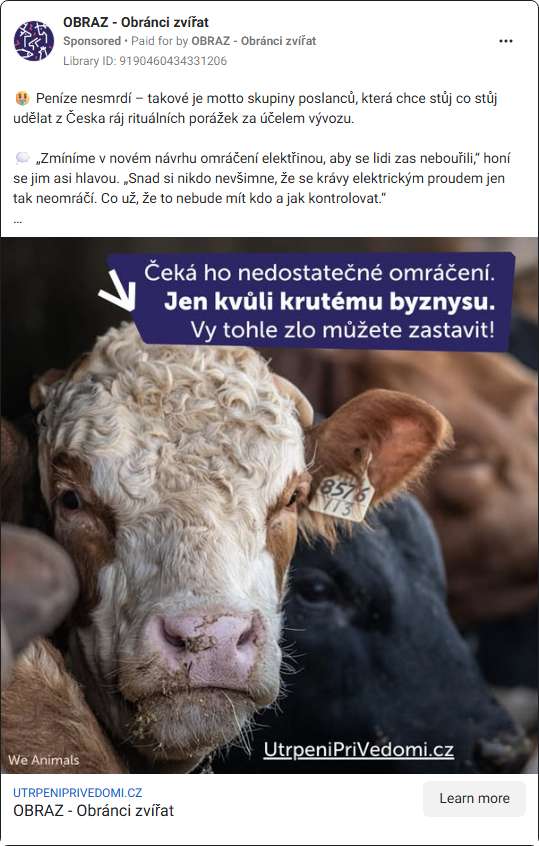 OBRAZ - Obránci zvířat
Sponsored • Paid for by OBRAZ - Obránci zvířat
Library ID: 9190460434331206
Peníze nesmrdí – takové je motto skupiny poslanců, která chce stůj co stůj
udělat z Česka ráj rituálních porážek za účelem vývozu.
„Zmíníme v novém návrhu omráčení elektřinou, aby se lidi zas nebouřili,“ honí
se jim asi hlavou. „Snad si nikdo nevšimne, že se krávy elektrickým proudem jen
tak neomráčí. Co už, že to nebude mít kdo a jak kontrolovat.“
...
Čeká ho nedostatečné omráčení.
Jen kvůli krutému byznysu.
Vy tohle zlo můžete zastavit!
8576
113
UtrpeniPriVedomi.cz
We Animals
UTRPENIPRIVEDOMI.CZ
OBRAZ - Obránci zvířat
Learn more